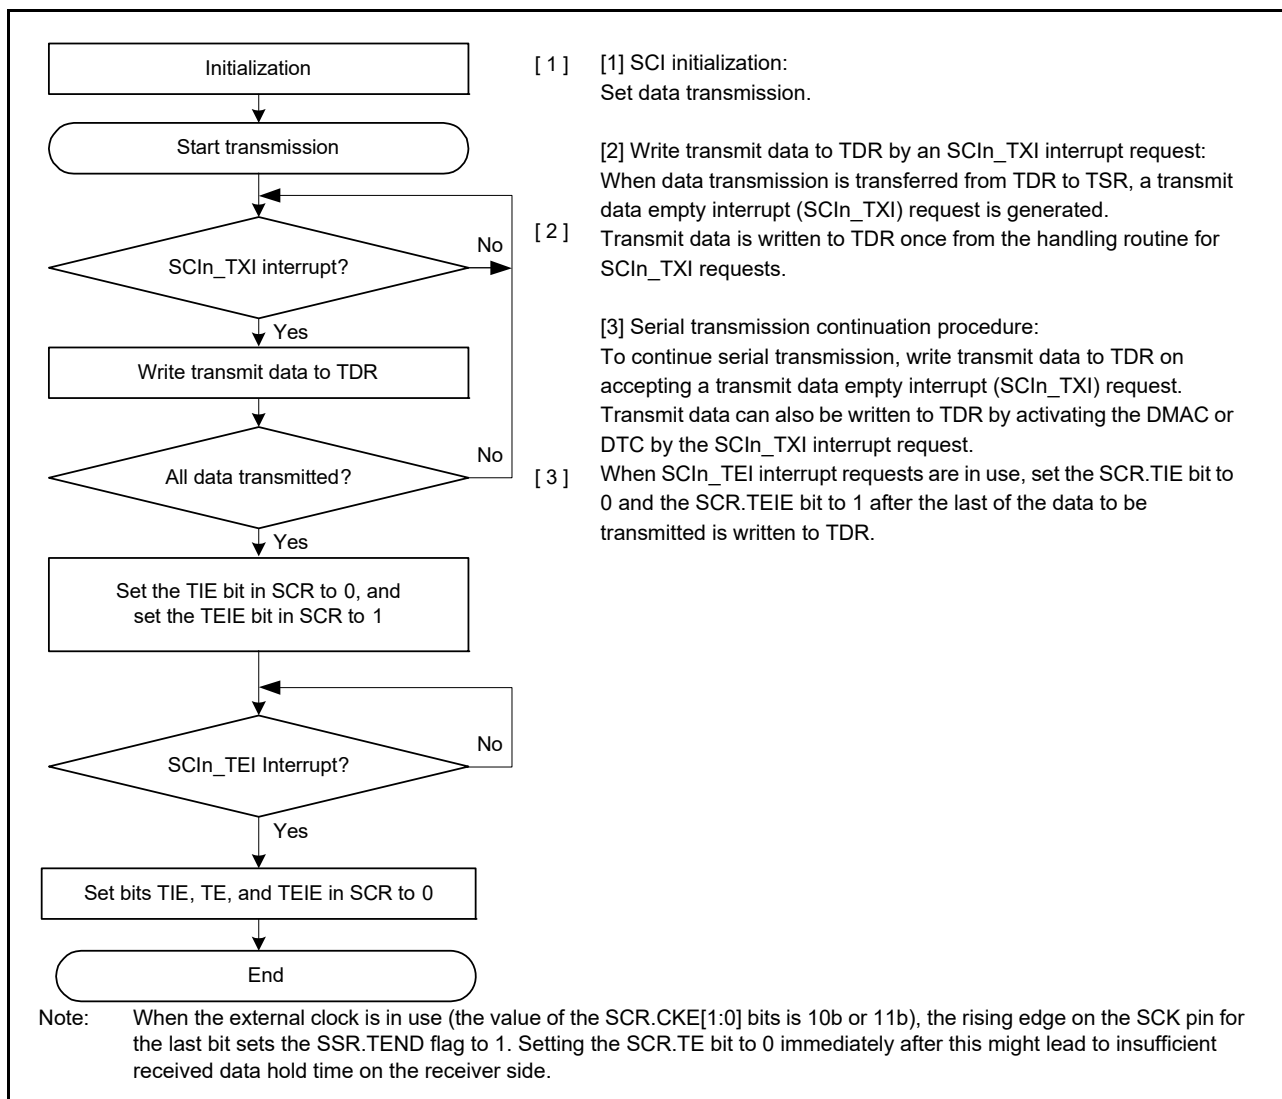 Initialization
[ 1 ]
[1] SCI initialization:
Set data transmission.
Start transmission
[2] Write transmit data to TDR by an SCIn_TXI interrupt request:
When data transmission is transferred from TDR to TSR, a transmit
data empty interrupt (SCIn_TXI) request is generated.
Transmit data is written to TDR once from the handling routine for
SCIn_TXI requests.
[ 2 ]
No
SCIn_TXI interrupt?
Yes
[3] Serial transmission continuation procedure:
To continue serial transmission, write transmit data to TDR on
accepting a transmit data empty interrupt (SCIn_TXI) request.
Transmit data can also be written to TDR by activating the DMAC or
DTC by the SCIn_TXI interrupt request.
When SCIn_TEI interrupt requests are in use, set the SCR.TIE bit to
0 and the SCR.TEIE bit to 1 after the last of the data to be
transmitted is written to TDR.
Write transmit data to TDR
No
All data transmitted?
[ 3 ]
Yes
Set the TIE bit in SCR to 0, and
set the TEIE bit in SCR to 1
No
SCIn_TEI Interrupt?
Yes
Set bits TIE, TE, and TEIE in SCR to 0
End
Note: When the external clock is in use (the value of the SCR.CKE[1:0] bits is 10b or 11b), the rising edge on the SCK pin for
the last bit sets the SSR.TEND flag to 1. Setting the SCR.TE bit to 0 immediately after this might lead to insufficient
received data hold time on the receiver side.